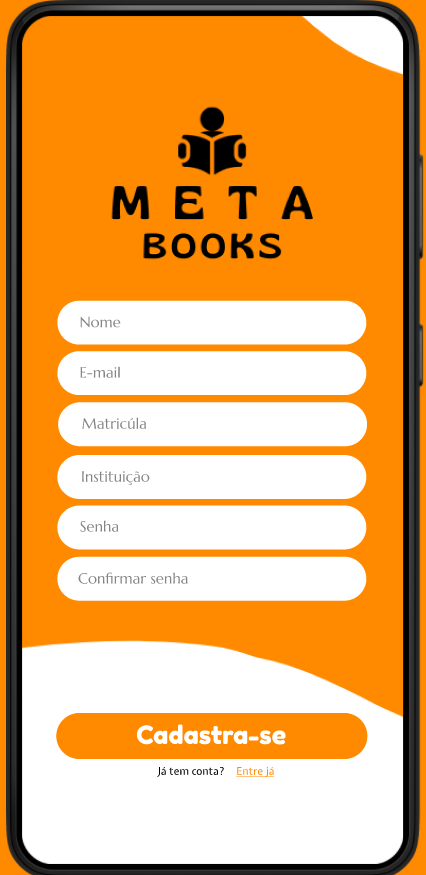 META
BOOKS
Nome
E-mail
Matricúla
Instituição
Senha
Confirmar senha
Cadastra-se
Já tem conta? Entre já